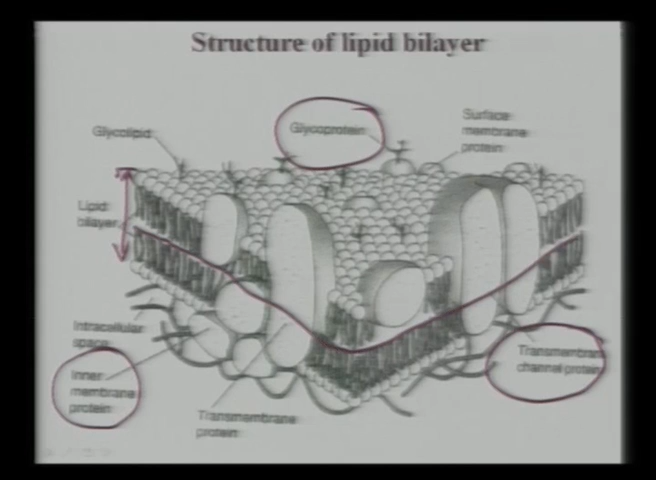 Structure of lipid bilayer
Glycolipid
Glycoprotein
Surface
membrane
protein
Lipid
bilayer
Intracellular
space
Inner
membrane
protein
Transmembrane
protein
Transmembran
channel protein